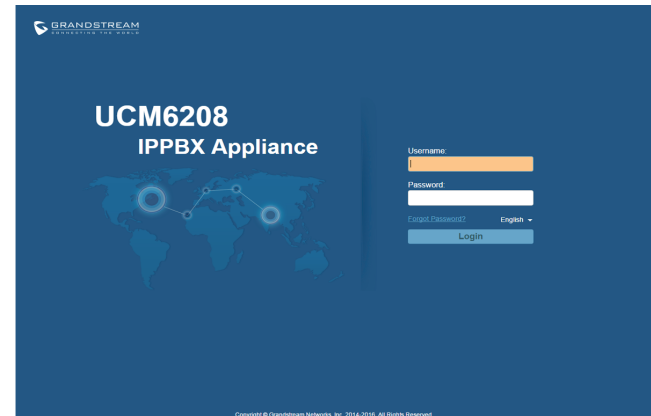 GRANDSTREAM
CONNECTING THE WORLD
UCM6208
IPPBX Appliance
Username:
Password:
Forgot Password?
English
Login
Copyright © Grandstream Networks, Inc. 2014-2016. All Rights Reserved.